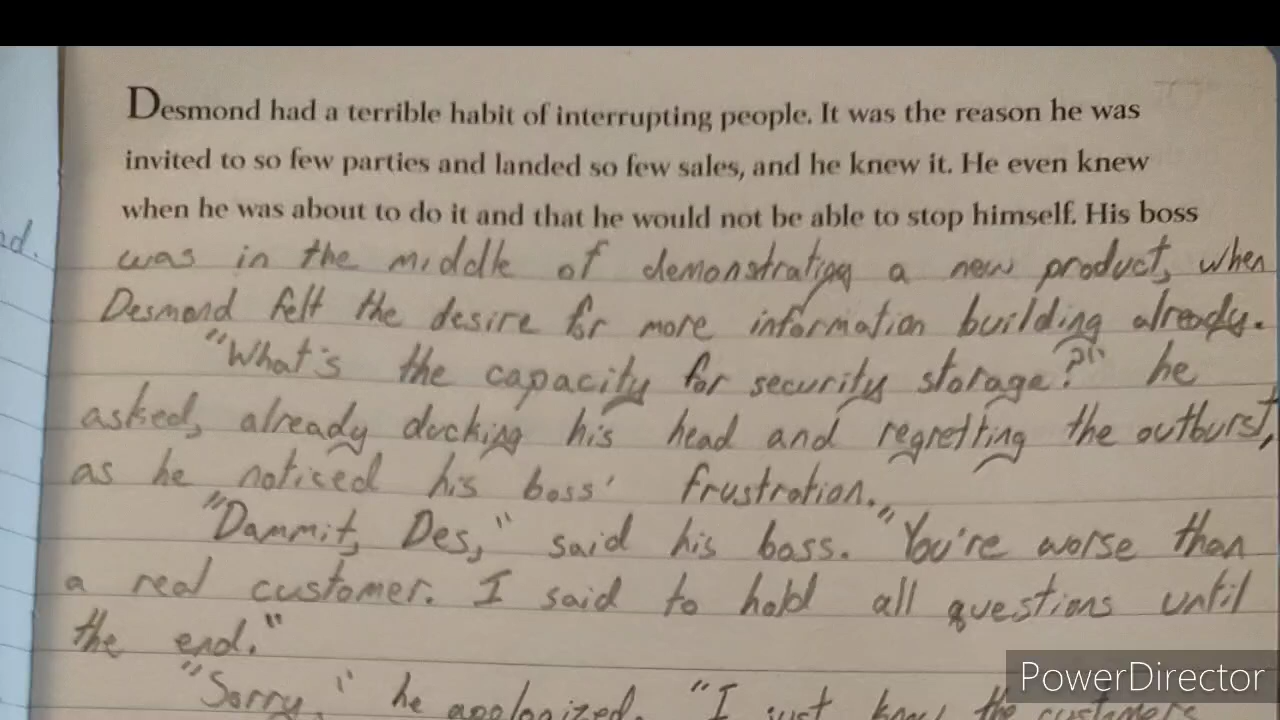 Desmond had a terrible habit of interrupting people. It was the reason he was
invited to so few parties and landed so few sales, and he knew it. He even knew
when he was about to do it and that he would not be able to stop himself. His boss
was in the middle of demonstrating a new product, when
Desmond felt the desire for more information building already.
"What's the capacity for security storage?" he
asked, already ducking his head and regretting the outburst,
as he noticed his boss' frustration.
"Dammit, Des," said his boss. "You're worse than
a real customer. I said to hold all questions until
the end."
"Sorry," he apologized. "I just know the customers
PowerDirector